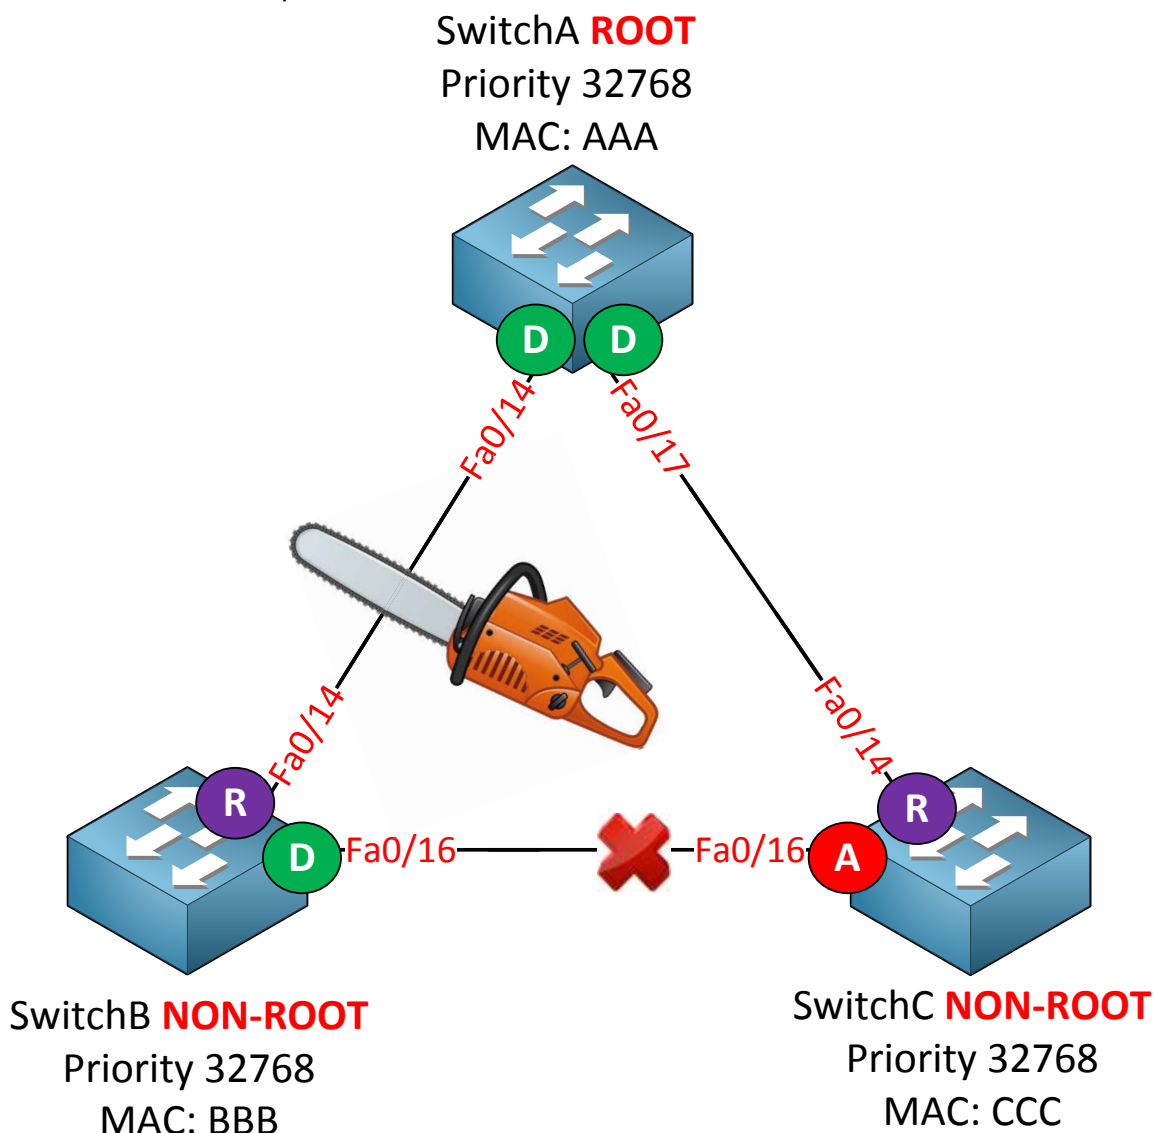 SwitchA ROOT
Priority 32768
MAC: AAA
D D
Fa0/14 Fa0/17
Fa0/14 Fa0/14
R R
D Fa0/16 Fa0/16 A
SwitchB NON-ROOT
Priority 32768
MAC: BBB
SwitchC NON-ROOT
Priority 32768
MAC: CCC